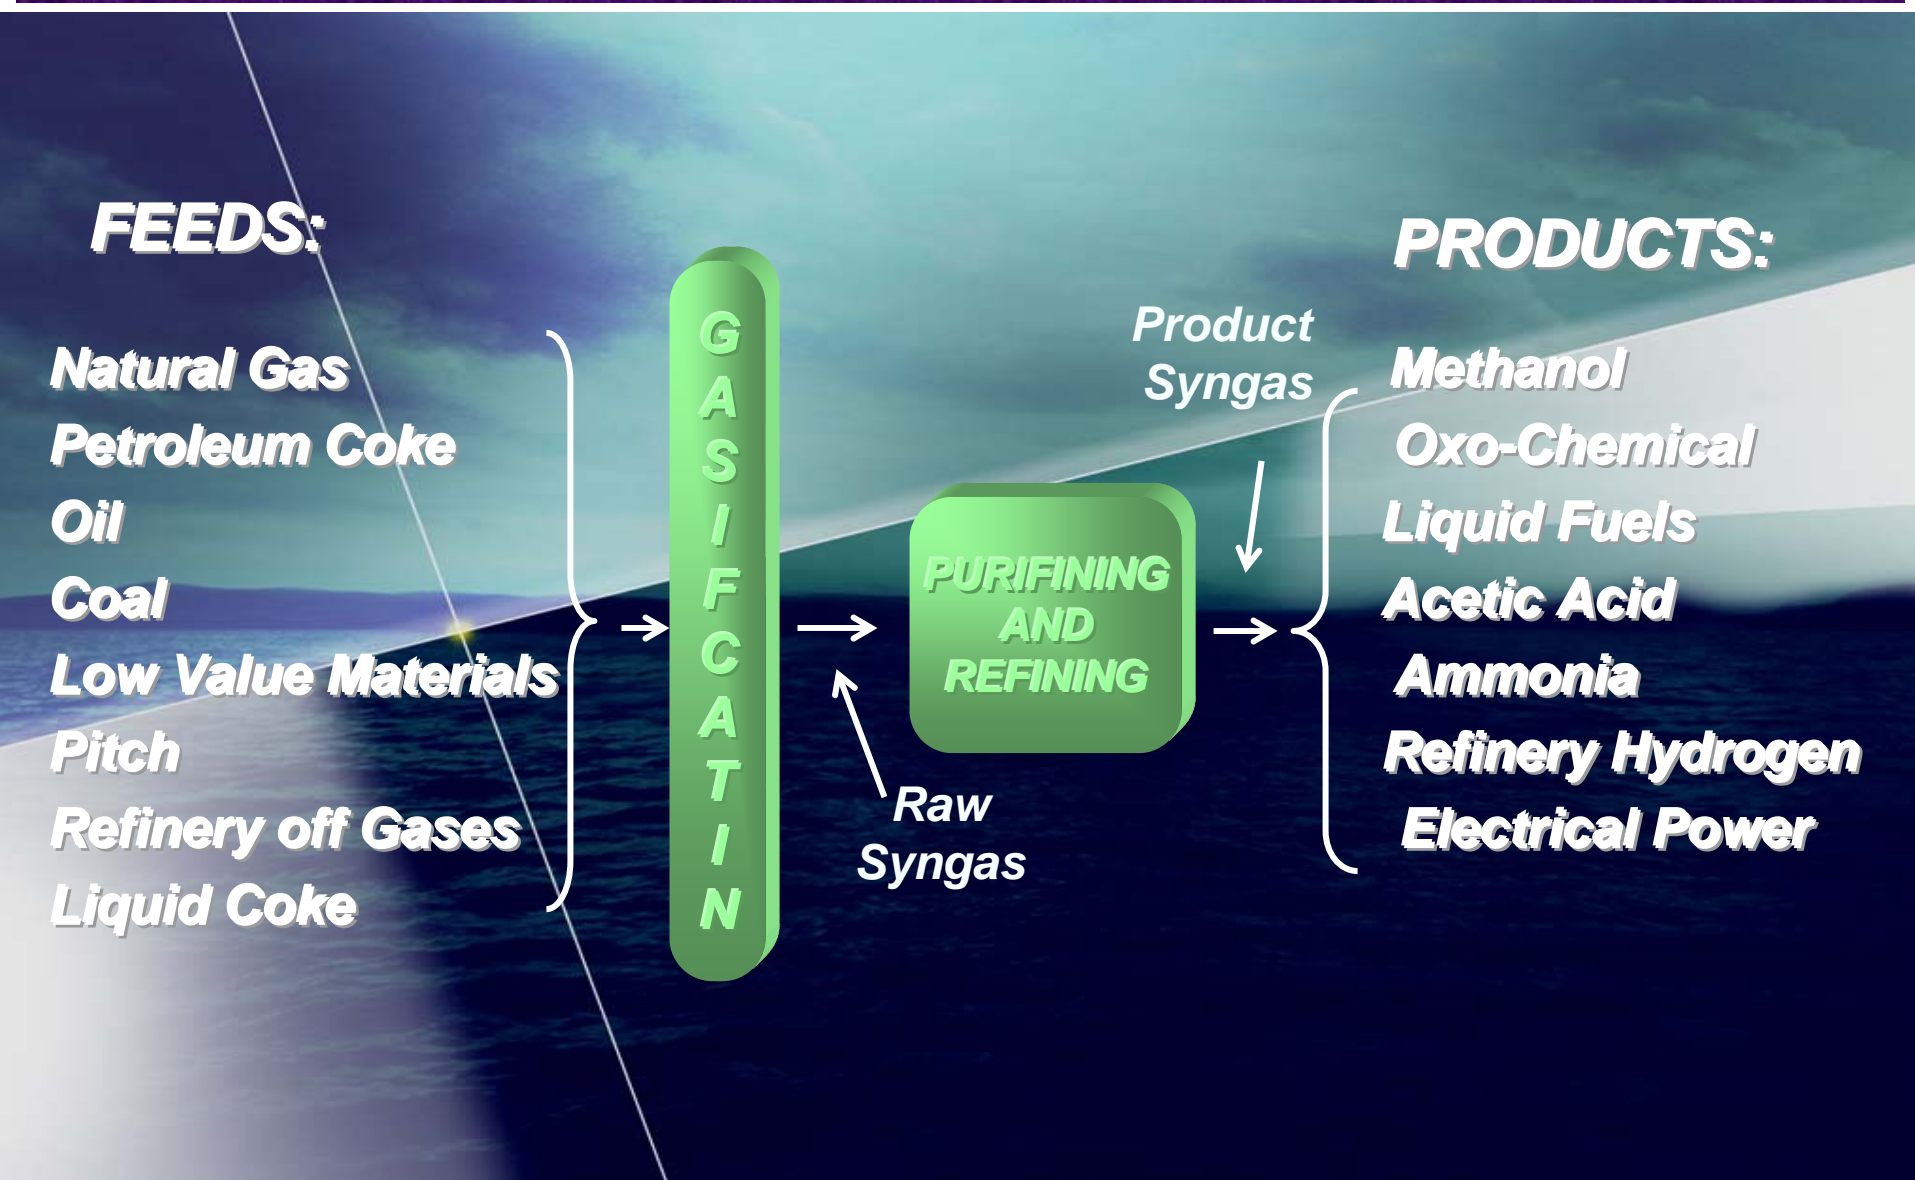 FEEDS:
Natural Gas
Petroleum Coke
Oil
Coal
Low Value Materials
Pitch
Refinery off Gases
Liquid Coke
G
A
S
I
F
C
A
T
I
N
Raw
Syngas
PURIFINING
AND
REFINING
Product
Syngas
PRODUCTS:
Methanol
Oxo-Chemical
Liquid Fuels
Acetic Acid
Ammonia
Refinery Hydrogen
Electrical Power